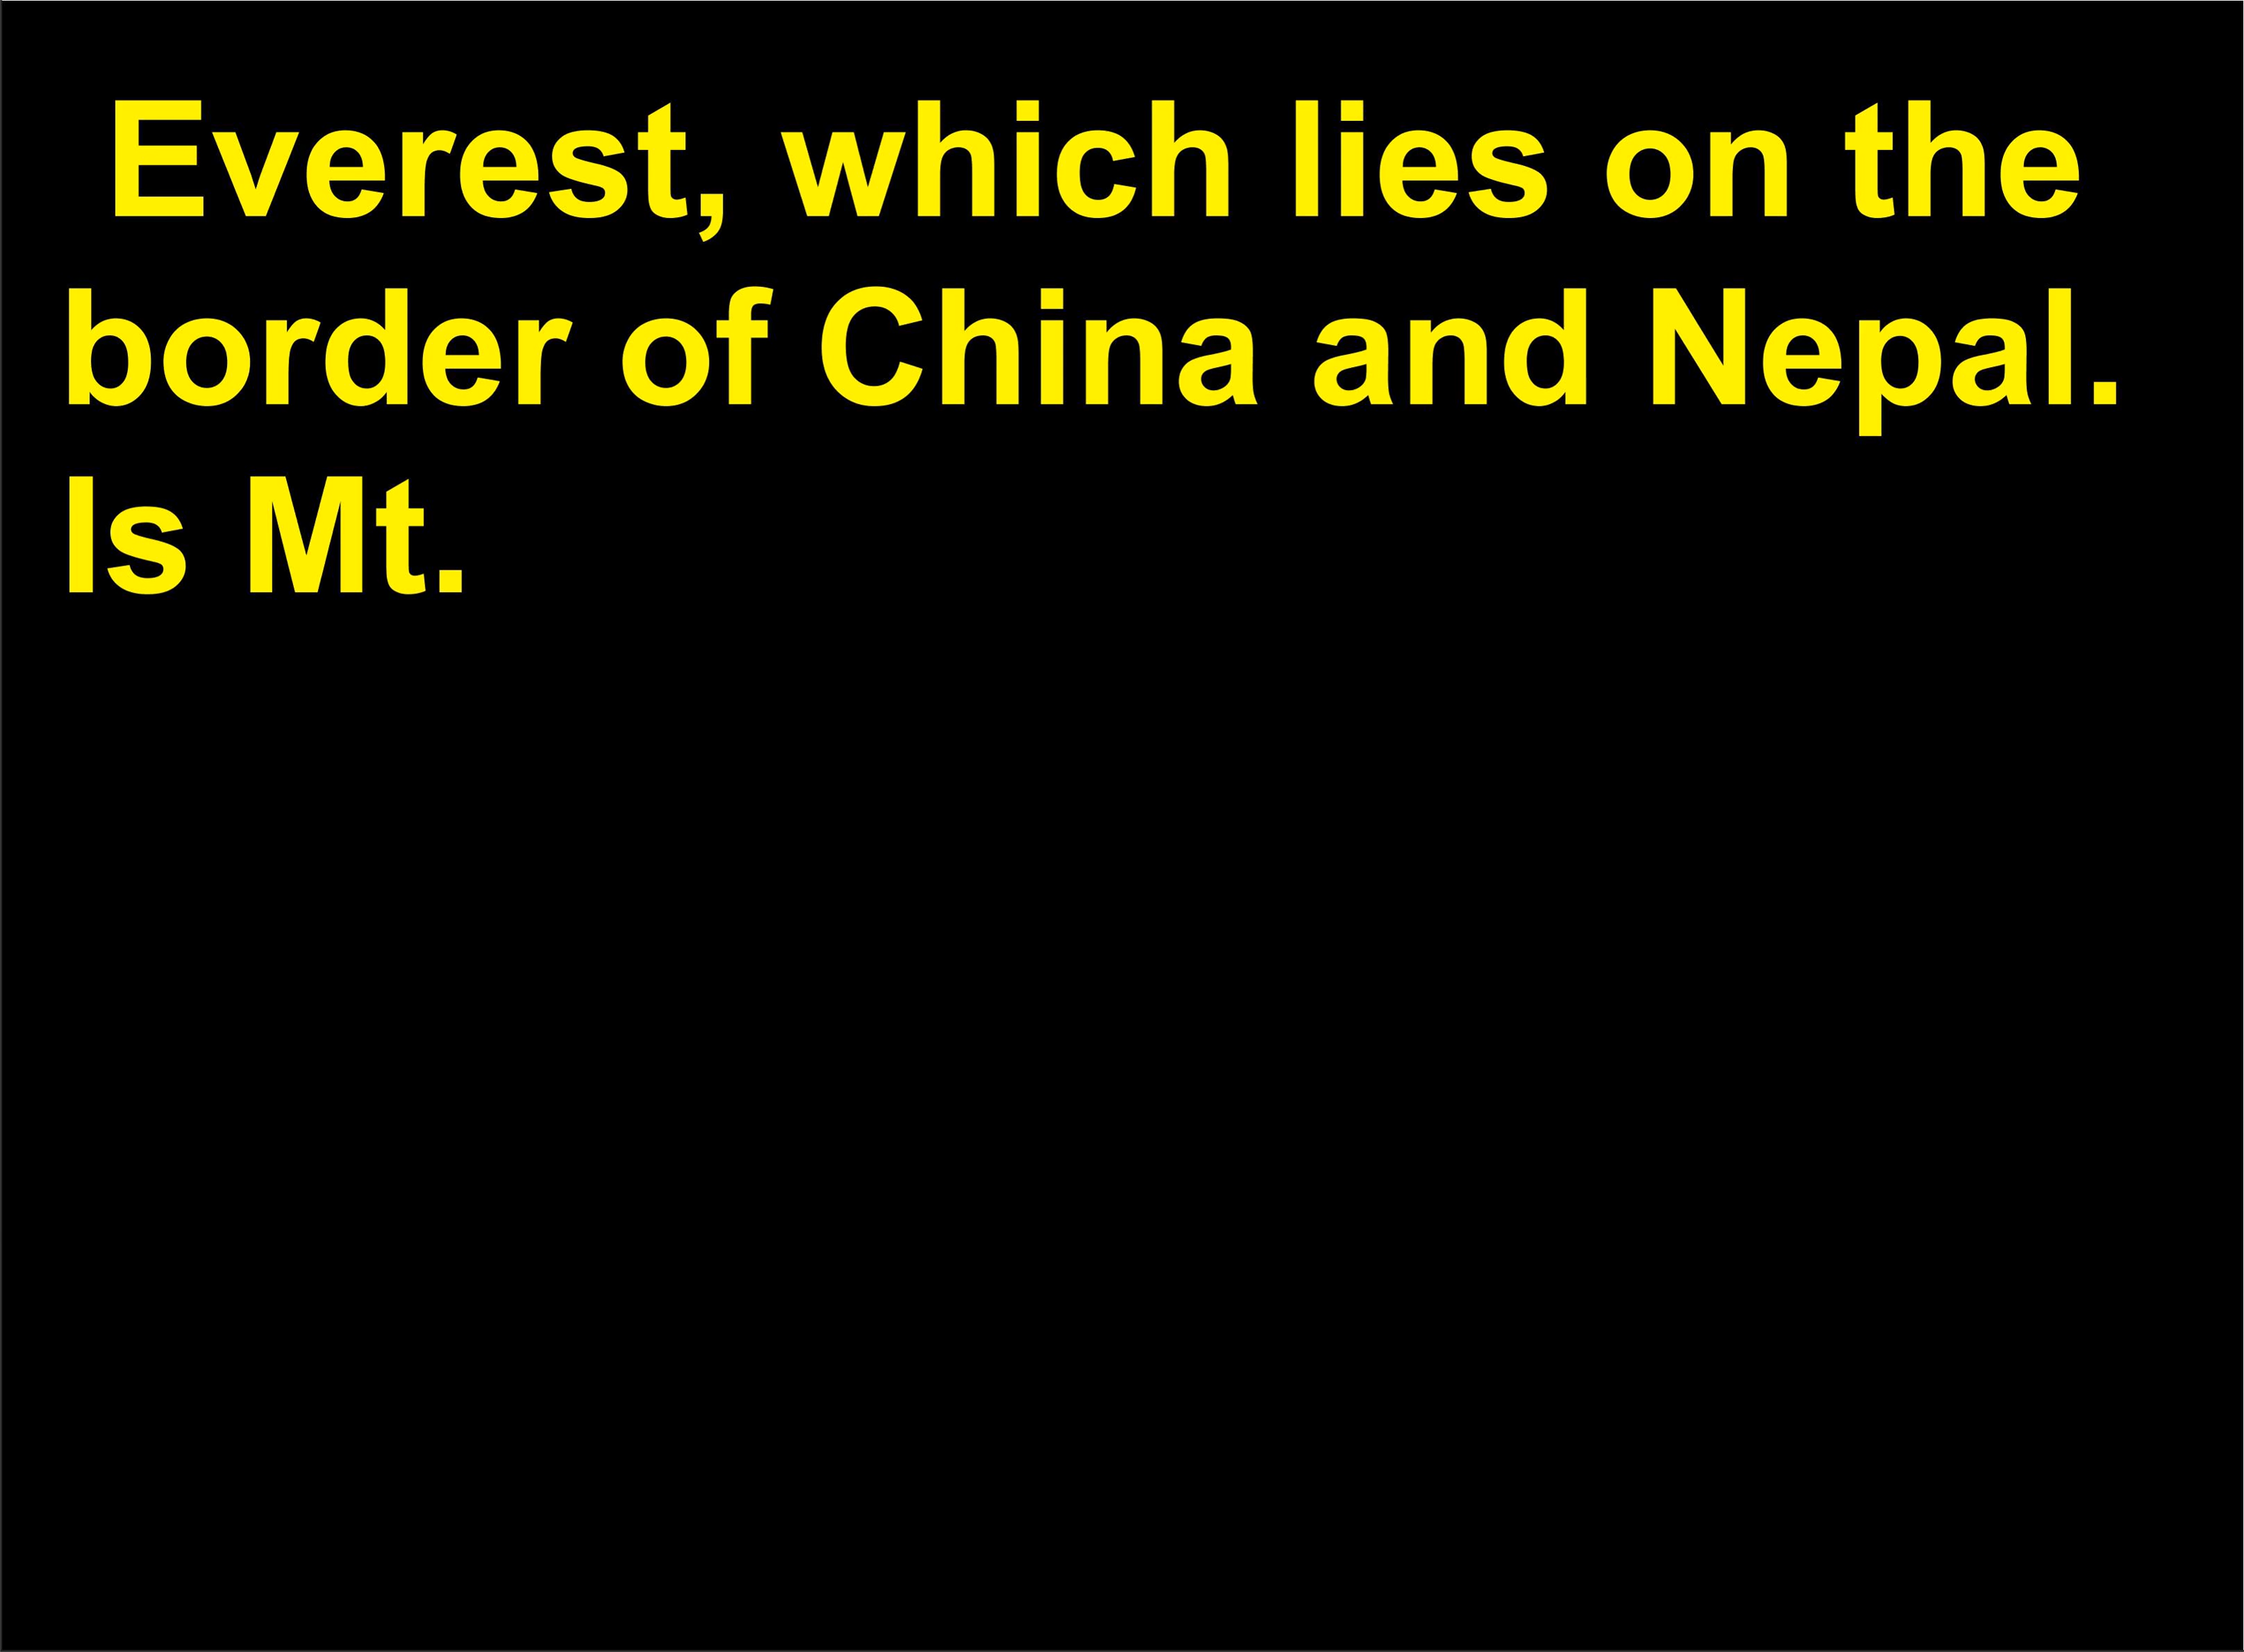 Everest, which lies on the
border of China and Nepal.
Is Mt.